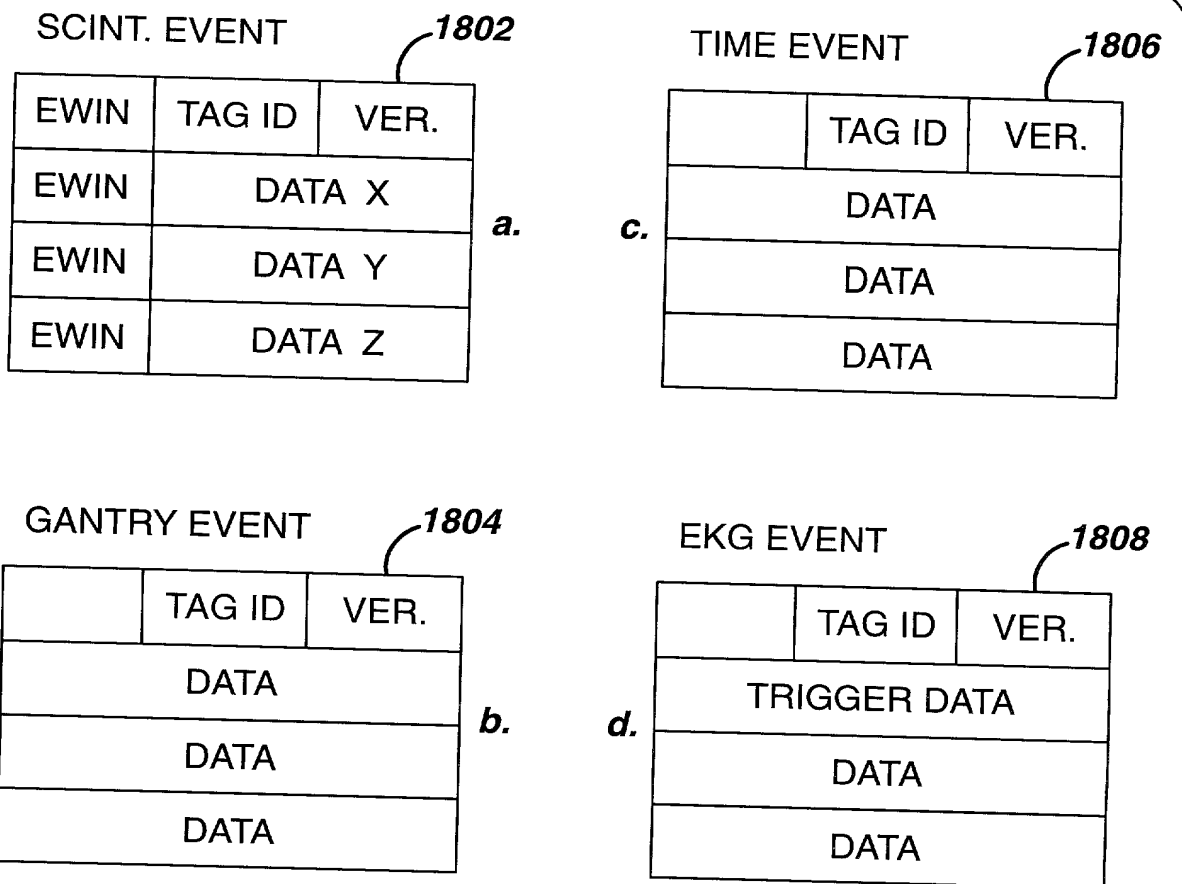 SCINT. EVENT 1802
EWIN TAG ID VER.
EWIN DATA X
EWIN DATA Y
EWIN DATA Z
a.
TIME EVENT 1806
TAG ID VER.
DATA
DATA
DATA
c.
GANTRY EVENT 1804
TAG ID VER.
DATA
DATA
DATA
b.
EKG EVENT 1808
TAG ID VER.
TRIGGER DATA
DATA
DATA
d.